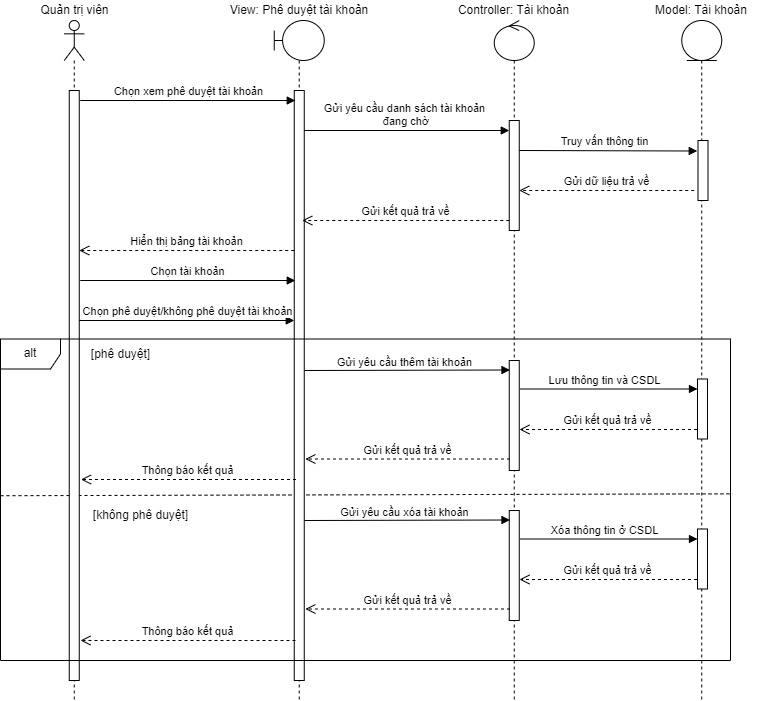 Quản trị viên
View: Phê duyệt tài khoản
Controller: Tài khoản
Model: Tài khoản
Chọn xem phê duyệt tài khoản
Gửi yêu cầu danh sách tài khoản
đang chờ
Truy vấn thông tin
Gửi dữ liệu trả về
Gửi kết quả trả về
Hiển thị bảng tài khoản
Chọn tài khoản
Chọn phê duyệt/không phê duyệt tài khoản
alt
[phê duyệt]
Gửi yêu cầu thêm tài khoản
Lưu thông tin và CSDL
Gửi kết quả trả về
Gửi kết quả trả về
Thông báo kết quả
[không phê duyệt]
Gửi yêu cầu xóa tài khoản
Xóa thông tin ở CSDL
Gửi kết quả trả về
Gửi kết quả trả về
Thông báo kết quả